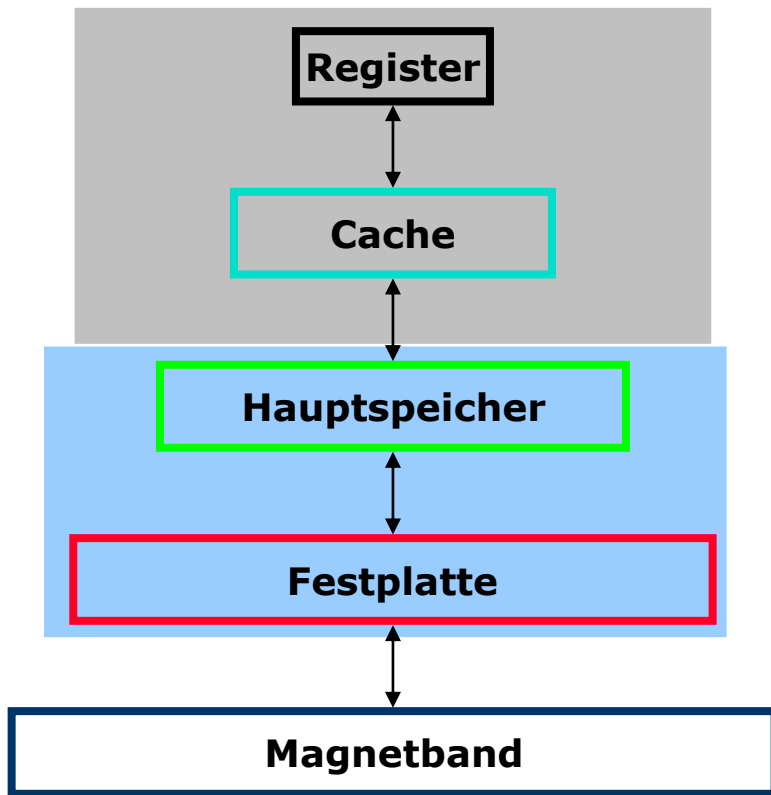 Register
Cache
Hauptspeicher
Festplatte
Magnetband